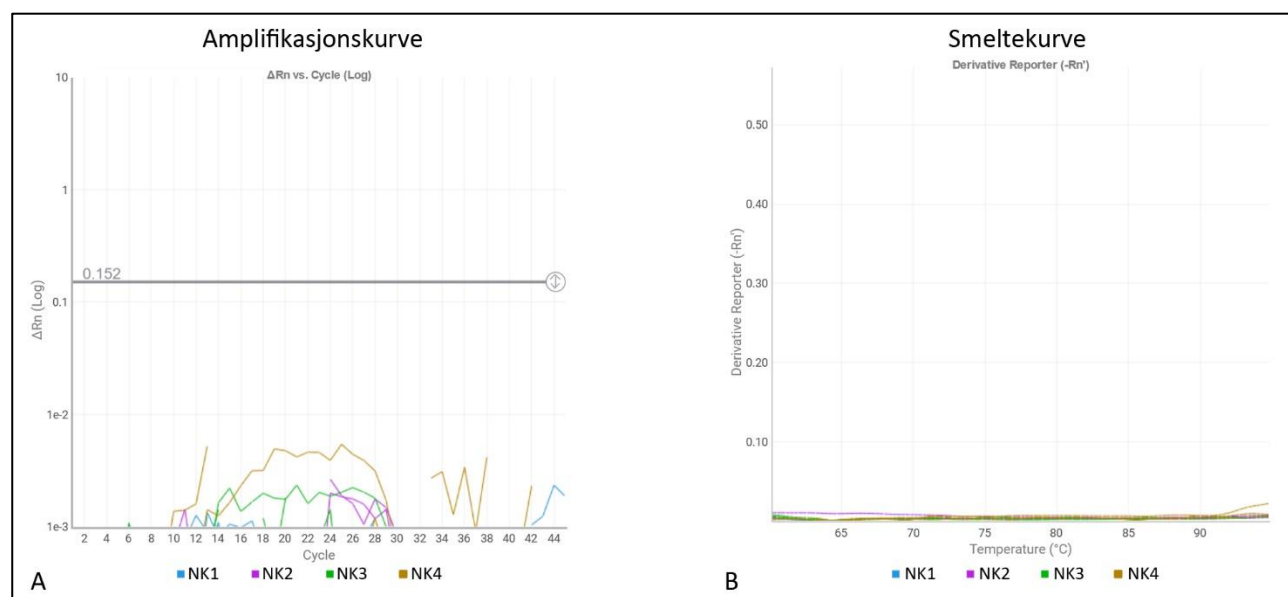 Amplifikasjonskurve
ΔRn vs. Cycle (Log)
10
1
0.152
0.1
1e-2
1e-3
ΔRn (Log)
2 4 6 8 10 12 14 16 18 20 22 24 26 28 30 32 34 36 38 40 42 44
Cycle
A
NK1 NK2 NK3 NK4
Smeltekurve
Derivative Reporter (-Rn')
0.50
0.40
0.30
0.20
0.10
Derivative Reporter (-Rn')
65 70 75 80 85 90
Temperature (°C)
B
NK1 NK2 NK3 NK4